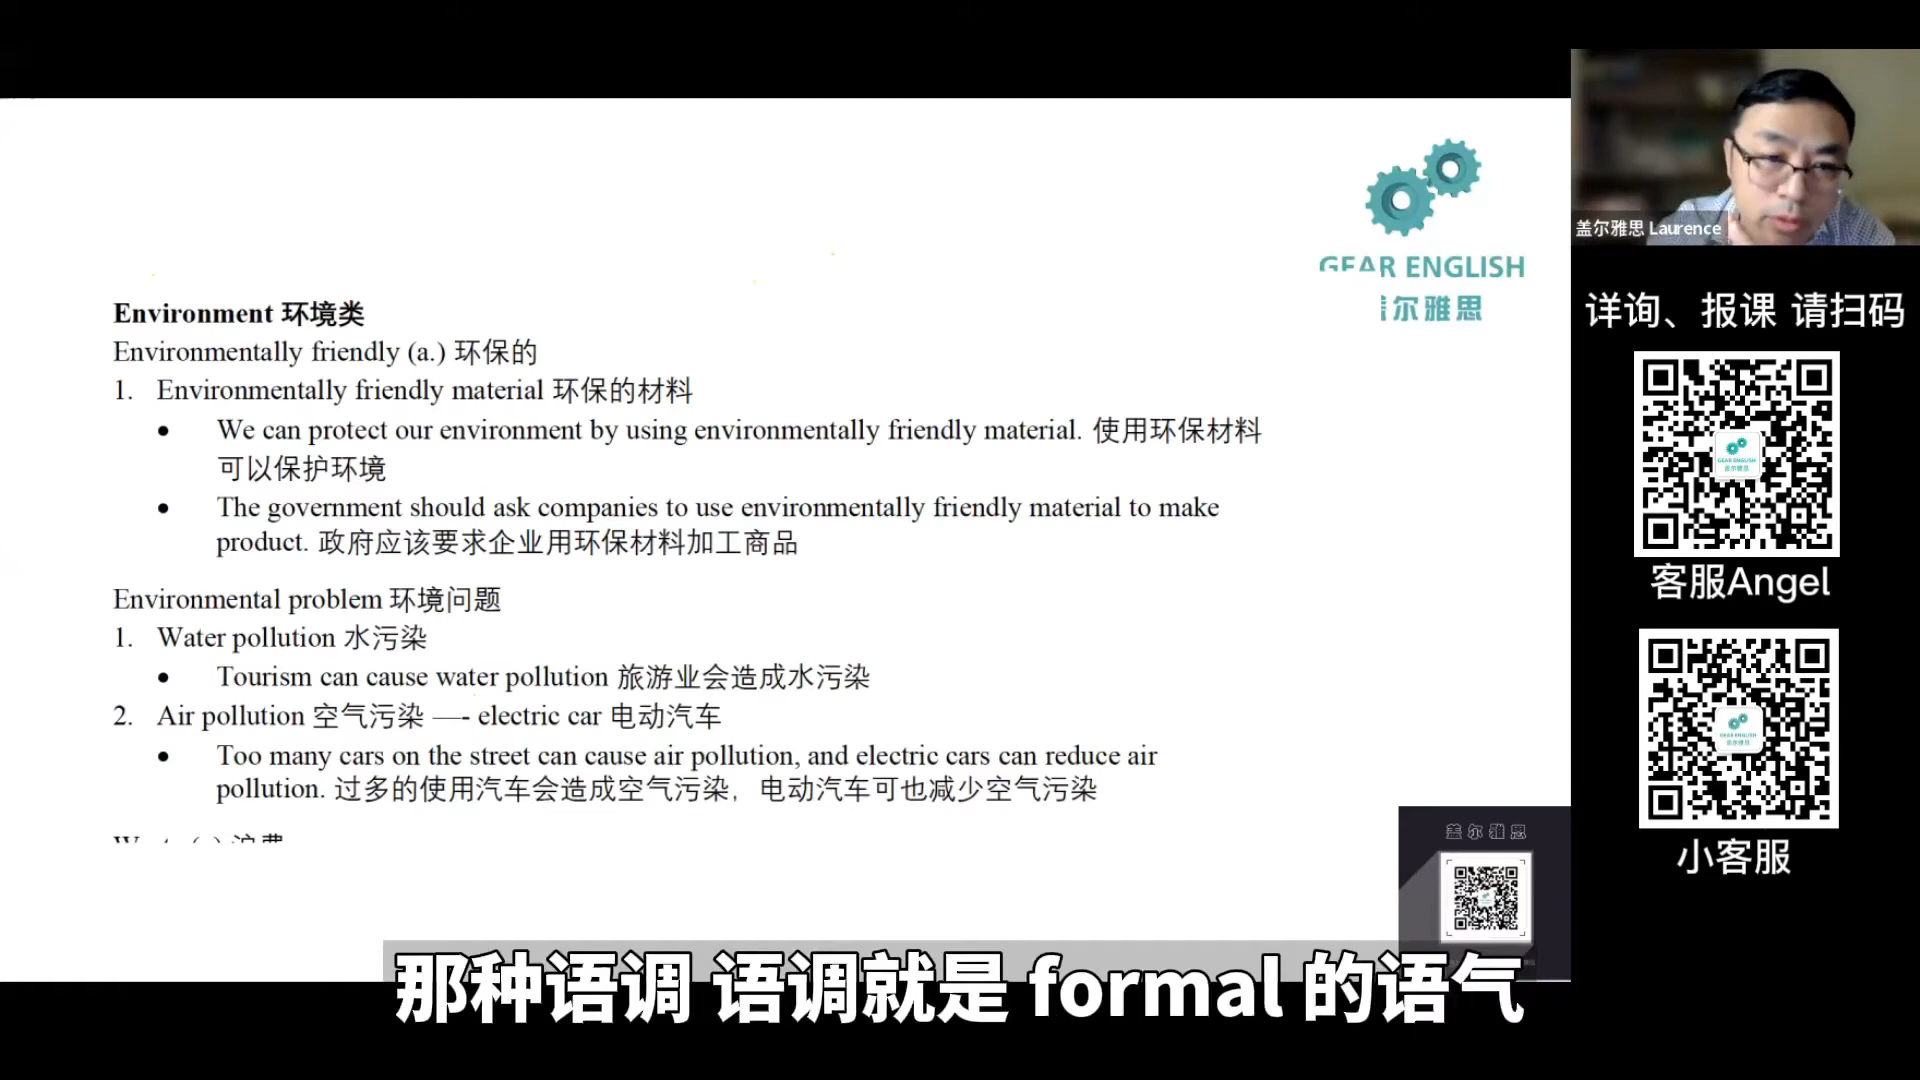 GEAR ENGLISH
盖尔雅思 Laurence
尔雅思
详询、报课 请扫码
Environment 环境类
Environmentally friendly (a.) 环保的
1. Environmentally friendly material 环保的材料
• We can protect our environment by using environmentally friendly material. 使用环保材料
可以保护环境
• The government should ask companies to use environmentally friendly material to make
product. 政府应该要求企业用环保材料加工商品
客服Angel
Environmental problem 环境问题
1. Water pollution 水污染
• Tourism can cause water pollution 旅游业会造成水污染
2. Air pollution 空气污染 —- electric car 电动汽车
• Too many cars on the street can cause air pollution, and electric cars can reduce air
pollution. 过多的使用汽车会造成空气污染，电动汽车可也减少空气污染
盖尔雅思
小客服
那种语调 语调就是 formal 的语气